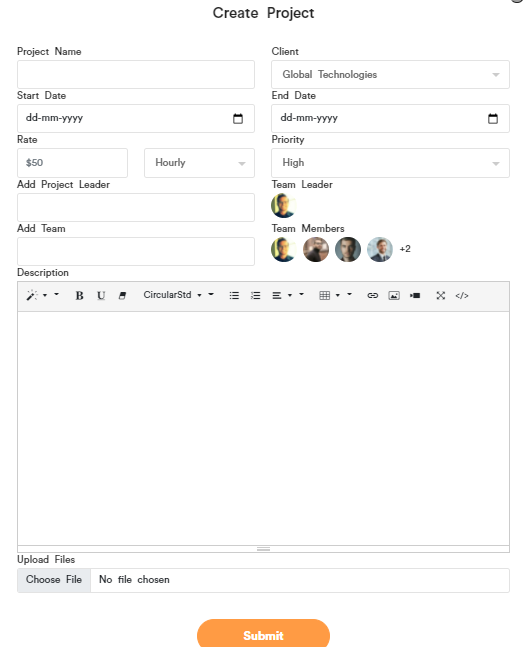 Create Project
Project Name Client
Global Technologies
Start Date End Date
dd-mm-yyyy dd-mm-yyyy
Rate Priority
$50 Hourly High
Add Project Leader Team Leader
Add Team Team Members
+2
Description
B U CircularStd </>
Upload Files
Choose File No file chosen
Submit